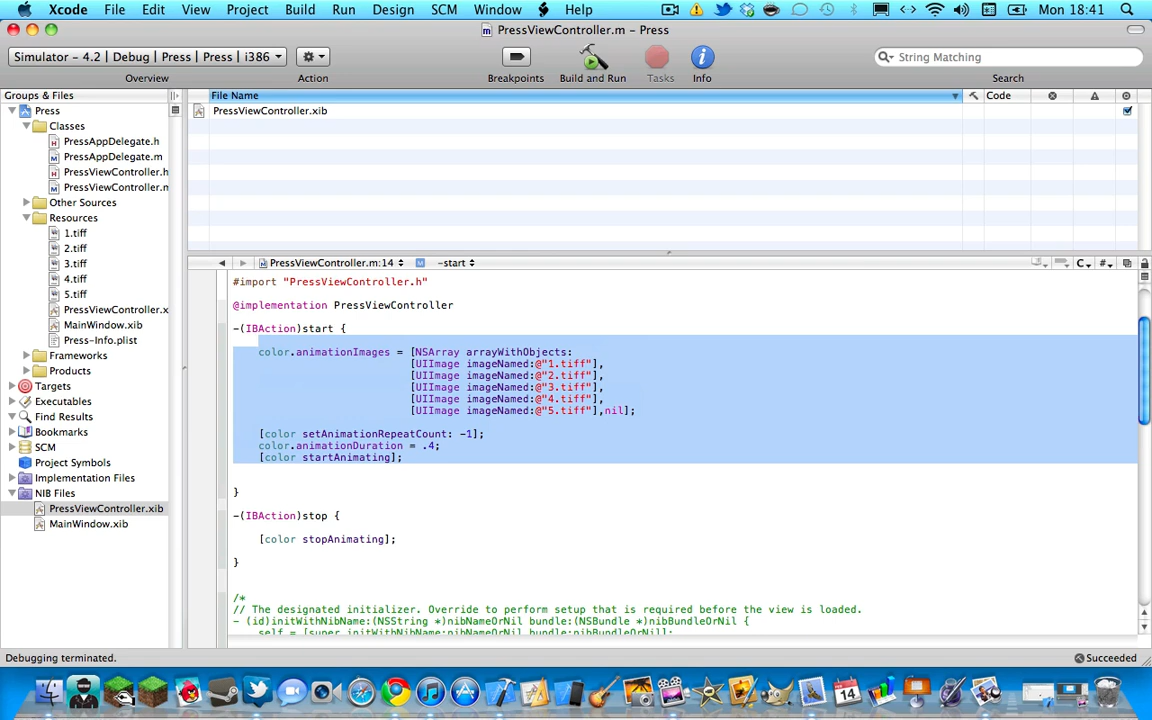 Xcode File Edit View Project Build Run Design SCM Window Help Mon 18:41
PressViewController.m - Press
Simulator - 4.2 | Debug | Press | Press | i386
String Matching
Overview Action Breakpoints Build and Run Tasks Info Search
Groups & Files
File Name Code
Press
PressViewController.xib
Classes
PressAppDelegate.h
PressAppDelegate.m
PressViewController.h
PressViewController.m
Other Sources
Resources
1.tiff
2.tiff
3.tiff
4.tiff
5.tiff
PressViewController.x
MainWindow.xib
Press-Info.plist
Frameworks
Products
Targets
Executables
Find Results
Bookmarks
SCM
Project Symbols
Implementation Files
NIB Files
PressViewController.xib
MainWindow.xib
PressViewController.m:14 M -start C #
#import "PressViewController.h"
@implementation PressViewController
-(IBAction)start {
color.animationImages = [NSArray arrayWithObjects:
[UIImage imageNamed:@"1.tiff"],
[UIImage imageNamed:@"2.tiff"],
[UIImage imageNamed:@"3.tiff"],
[UIImage imageNamed:@"4.tiff"],
[UIImage imageNamed:@"5.tiff"],nil];
[color setAnimationRepeatCount: -1];
color.animationDuration = .4;
[color startAnimating];
}
-(IBAction)stop {
[color stopAnimating];
}
/*
// The designated initializer. Override to perform setup that is required before the view is loaded.
- (id)initWithNibName:(NSString *)nibNameOrNil bundle:(NSBundle *)nibBundleOrNil {
self = [super initWithNibName:nibNameOrNil bundle:nibBundleOrNil];
Debugging terminated.
Succeeded
14